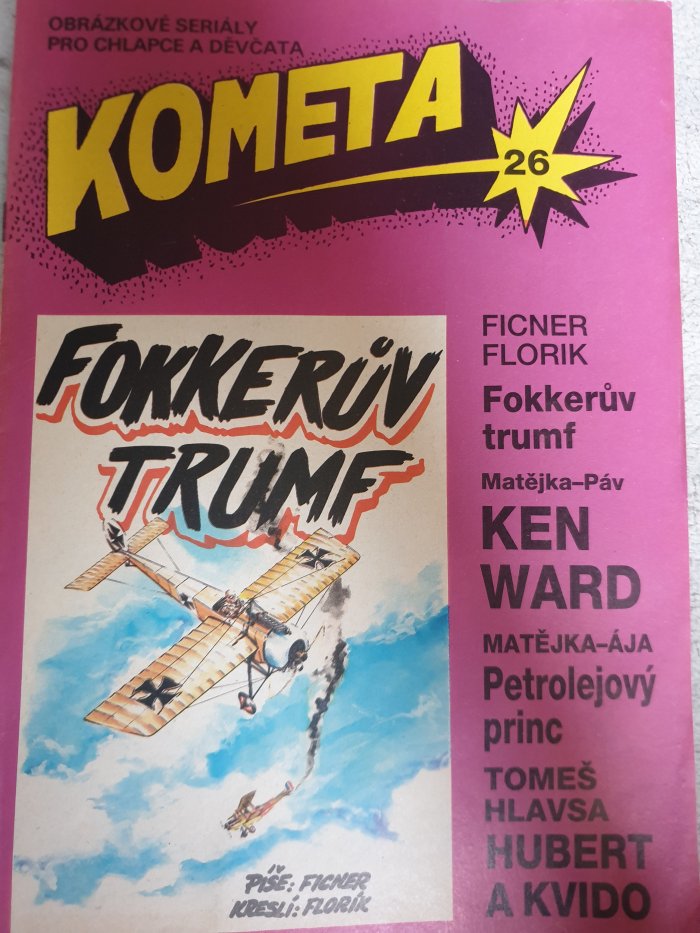 OBRÁZKOVÉ SERIÁLY
PRO CHLAPCE A DĚVČATA
KOMETA
26
FOKKERŮV
TRUMF
PÍŠE: FICNER
KRESLÍ: FLORIK
FICNER
FLORIK
Fokkerův
trumf
Matějka–Páv
KEN
WARD
MATĚJKA–ÁJA
Petrolejový
princ
TOMEŠ
HLAVSA
HUBERT
A KVIDO